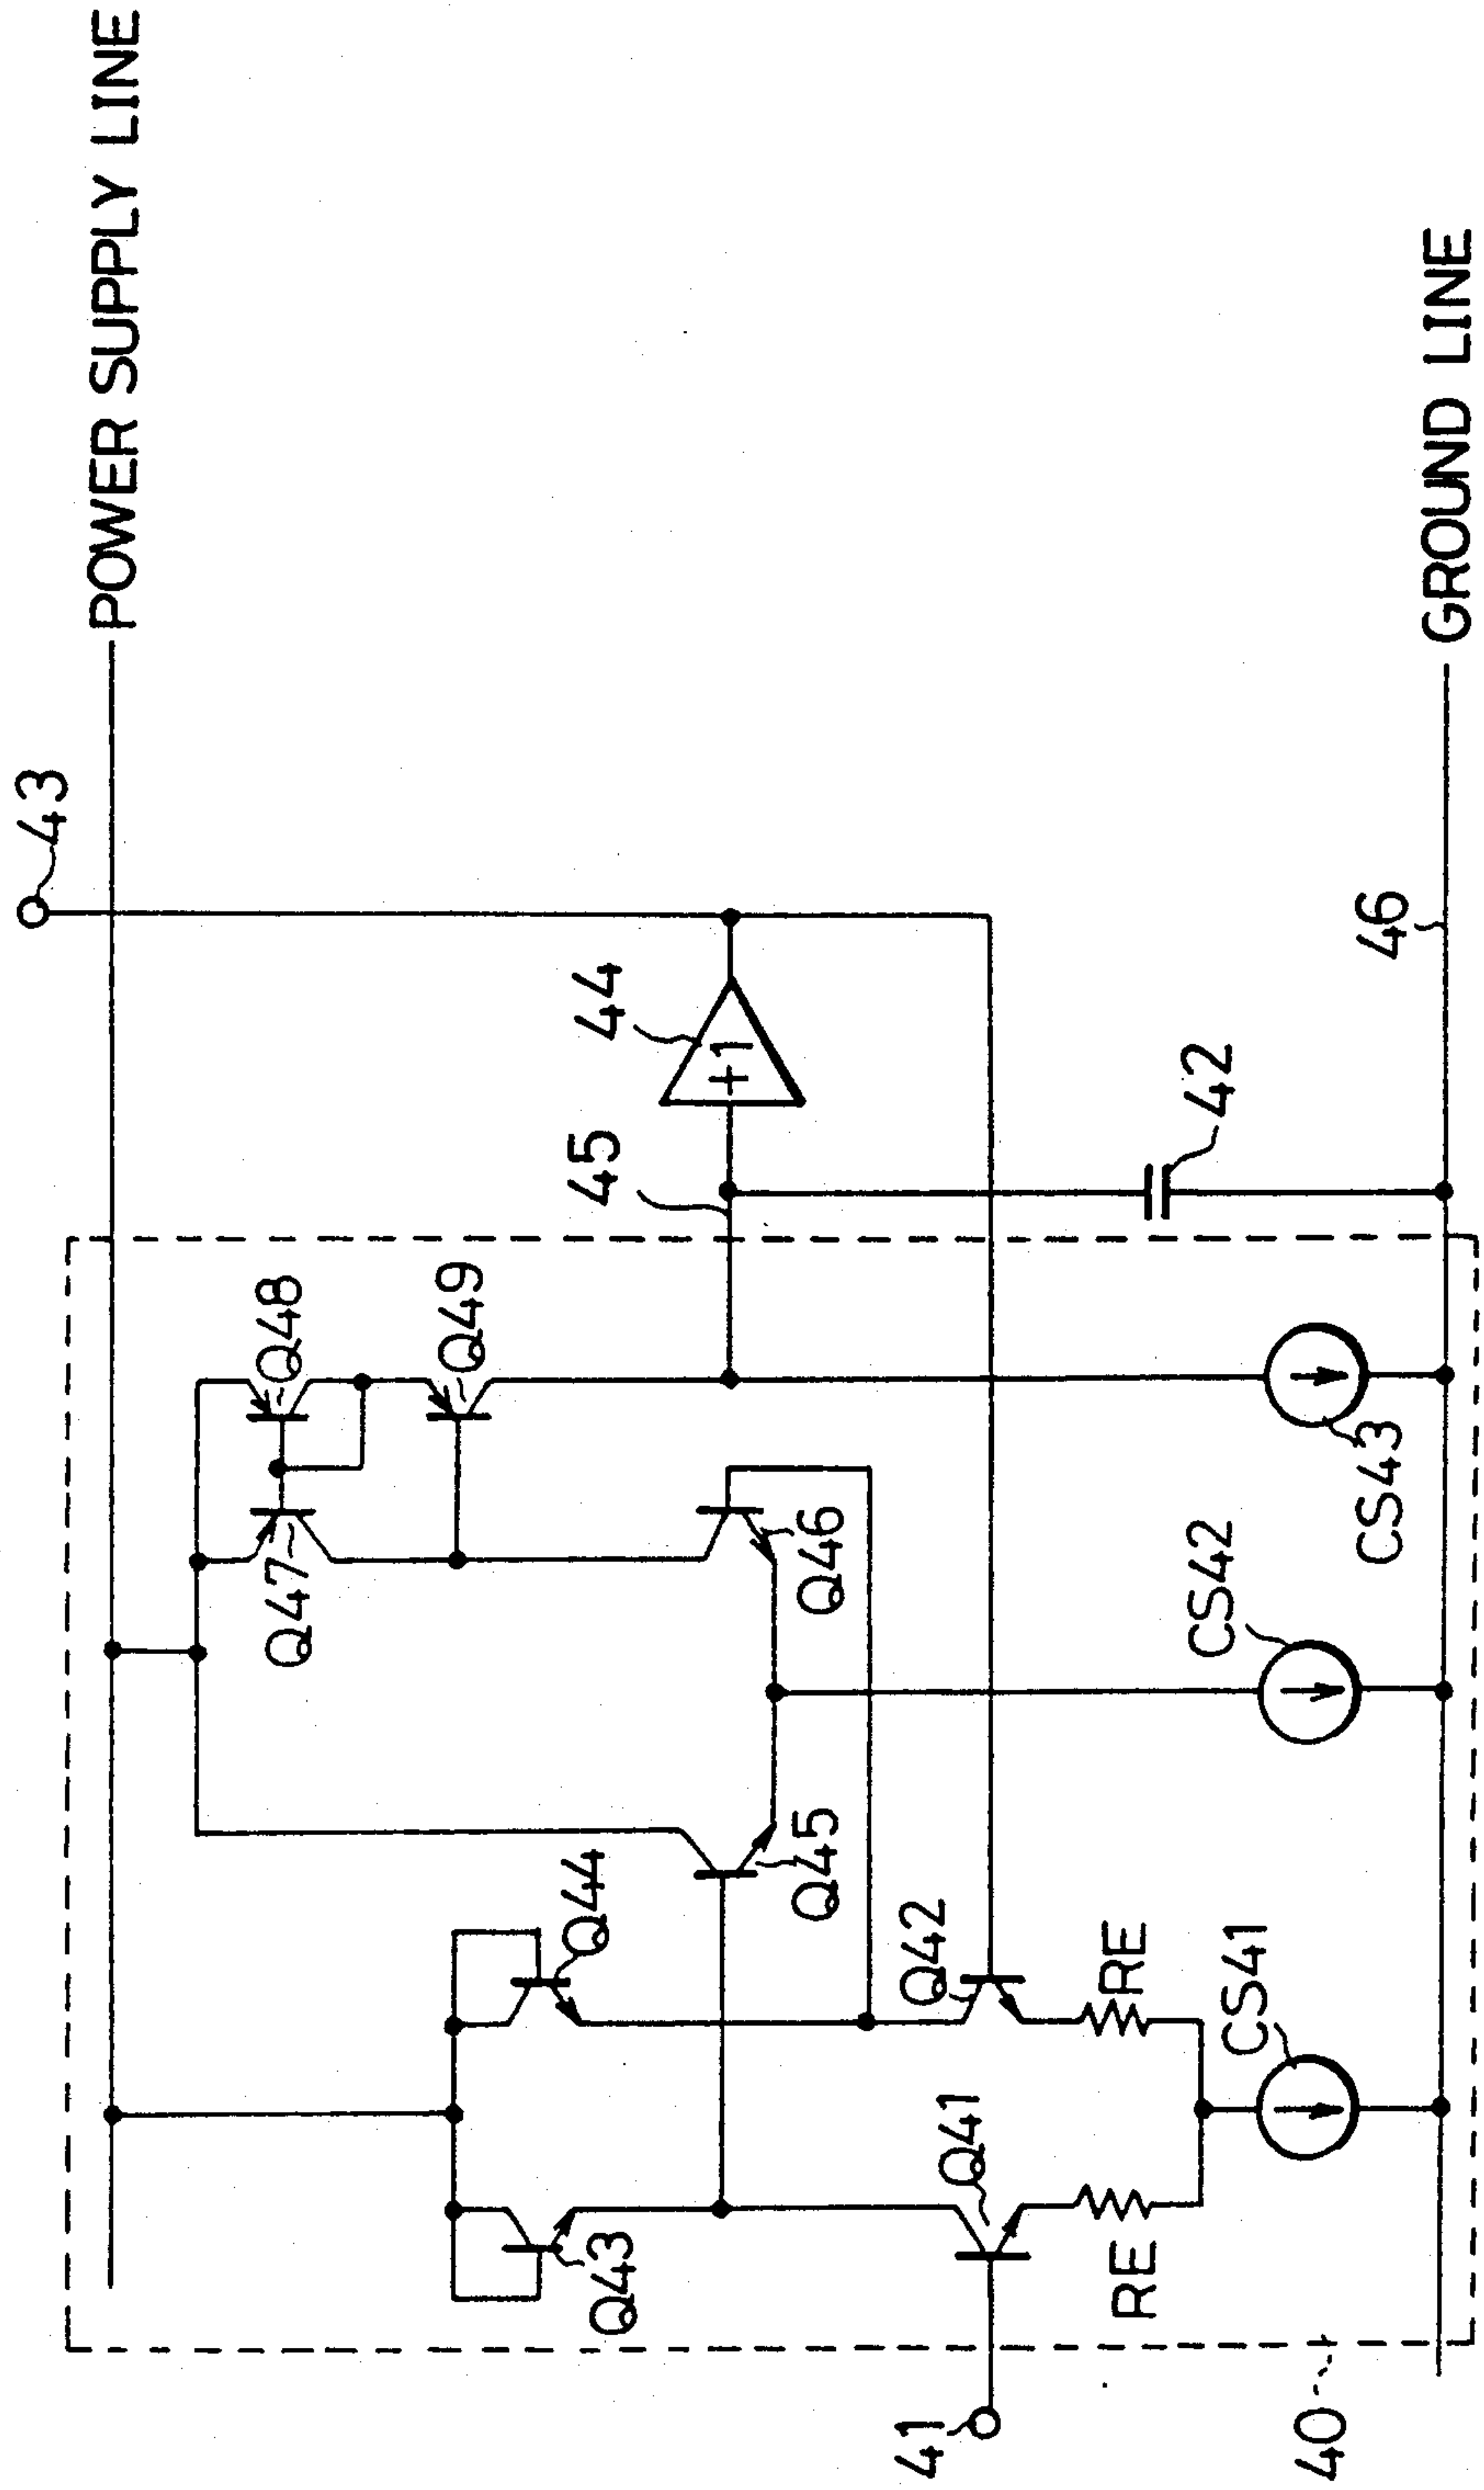 43
POWER SUPPLY LINE
Q48
Q47
Q49
45
44
+1
Q44
Q43
Q45
Q46
Q42
Q41
42
RE
RE
CS41
CS42
CS43
46
GROUND LINE
41
40